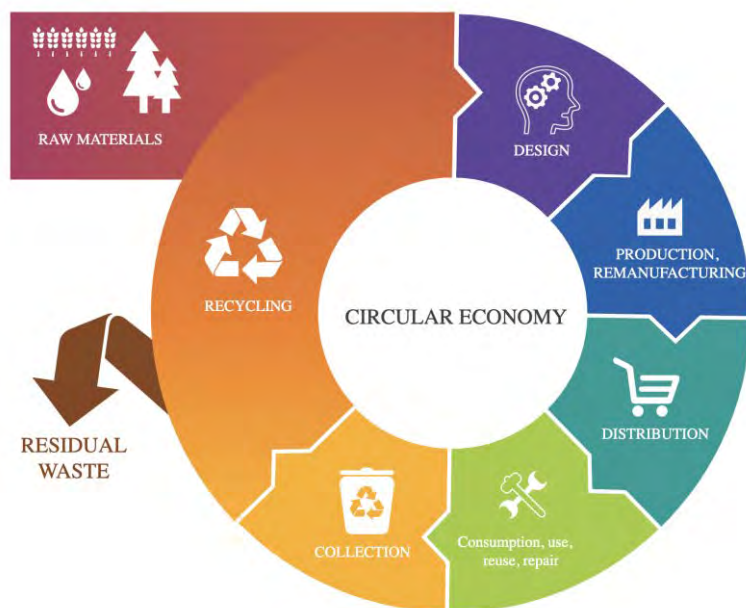 RAW MATERIALS
DESIGN
PRODUCTION,
REMANUFACTURING
RECYCLING
CIRCULAR ECONOMY
DISTRIBUTION
RESIDUAL
WASTE
COLLECTION
Consumption, use,
reuse, repair